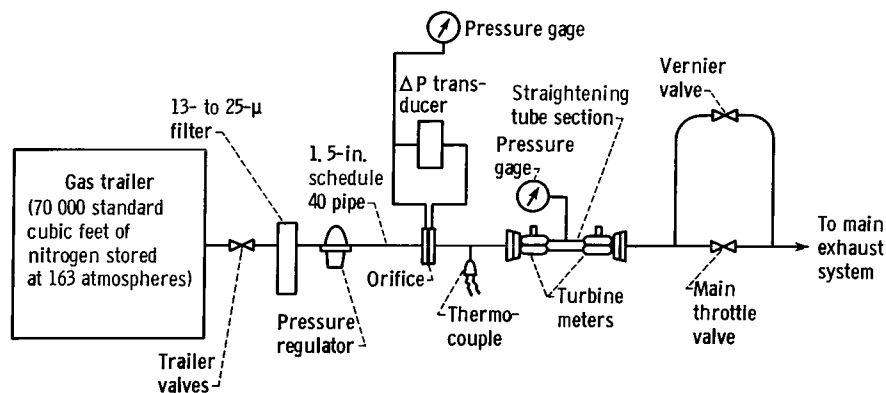 Pressure gage
ΔP trans-
ducer
13- to 25-μ
filter
1.5-in.
schedule
40 pipe
Straightening
tube section
Pressure
gage
Vernier
valve
Gas trailer
(70 000 standard
cubic feet of
nitrogen stored
at 163 atmospheres)
To main
exhaust
system
Orifice
Thermo-
couple
Turbine
meters
Main
throttle
valve
Pressure
regulator
Trailer
valves